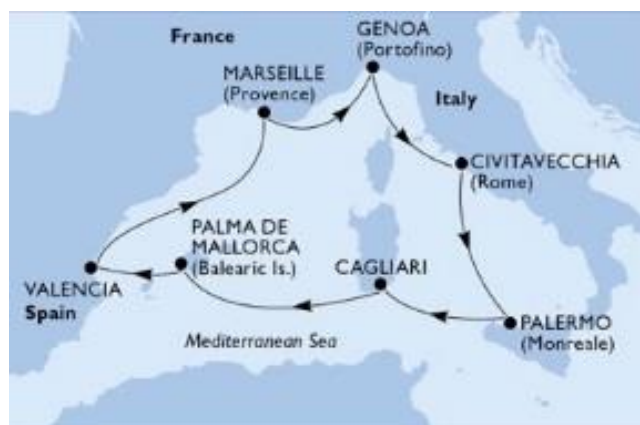 GENOA
(Portofino)
France
MARSEILLE
(Provence)
Italy
CIVITAVECCHIA
(Rome)
PALMA DE
MALLORCA
(Balearic Is.)
CAGLIARI
VALENCIA
Spain
PALERMO
(Monreale)
Mediterranean Sea